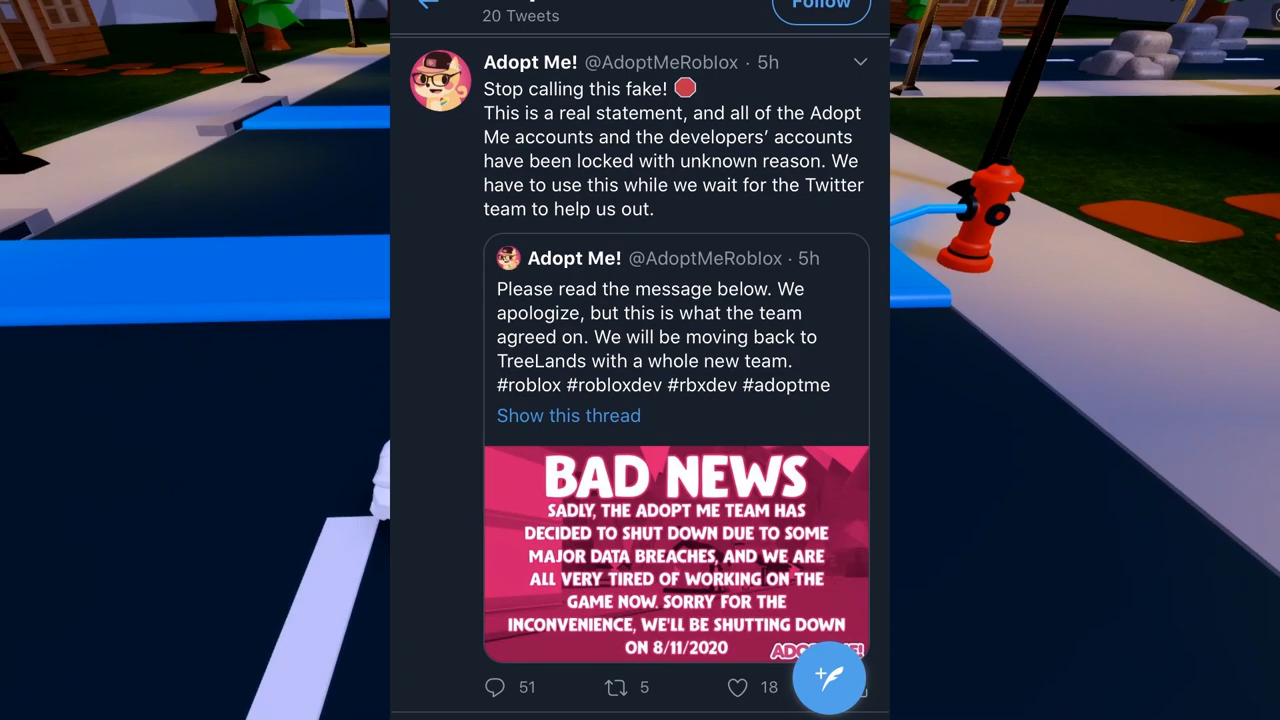 20 Tweets
Follow
Adopt Me! @AdoptMeRoblox · 5h
Stop calling this fake! 🛑
This is a real statement, and all of the Adopt
Me accounts and the developers’ accounts
have been locked with unknown reason. We
have to use this while we wait for the Twitter
team to help us out.
Adopt Me! @AdoptMeRoblox · 5h
Please read the message below. We
apologize, but this is what the team
agreed on. We will be moving back to
TreeLands with a whole new team.
#roblox #robloxdev #rbxdev #adoptme
Show this thread
BAD NEWS
SADLY, THE ADOPT ME TEAM HAS
DECIDED TO SHUT DOWN DUE TO SOME
MAJOR DATA BREACHES, AND WE ARE
ALL VERY TIRED OF WORKING ON THE
GAME NOW. SORRY FOR THE
INCONVENIENCE, WE'LL BE SHUTTING DOWN
ON 8/11/2020
51 5 18